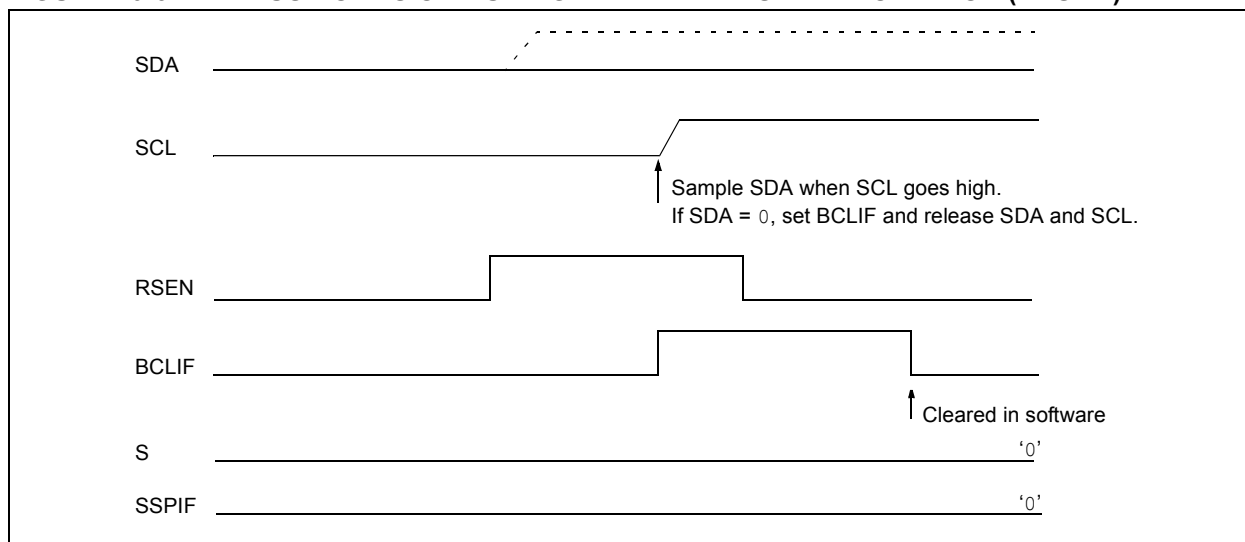 SDA
SCL
Sample SDA when SCL goes high.
If SDA = 0, set BCLIF and release SDA and SCL.
RSEN
BCLIF
Cleared in software
S
‘0’
SSPIF
‘0’